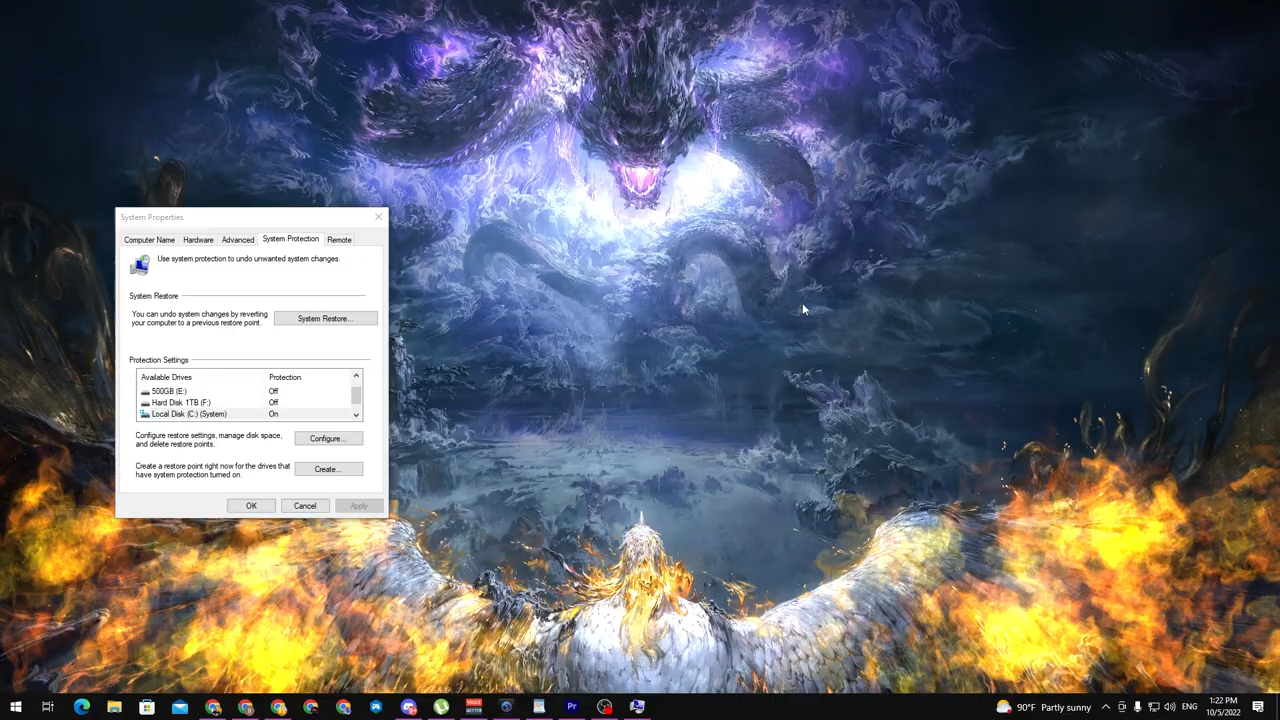 System Properties
Computer Name Hardware Advanced System Protection Remote
Use system protection to undo unwanted system changes.
System Restore
You can undo system changes by reverting
your computer to a previous restore point.
System Restore...
Protection Settings
Available Drives Protection
500GB (E:) Off
Hard Disk 1TB (F:) Off
Local Disk (C:) (System) On
Configure restore settings, manage disk space,
and delete restore points.
Configure...
Create a restore point right now for the drives that
have system protection turned on.
Create...
OK Cancel Apply
Pr
90°F Partly sunny
ENG
1:22 PM
10/5/2022